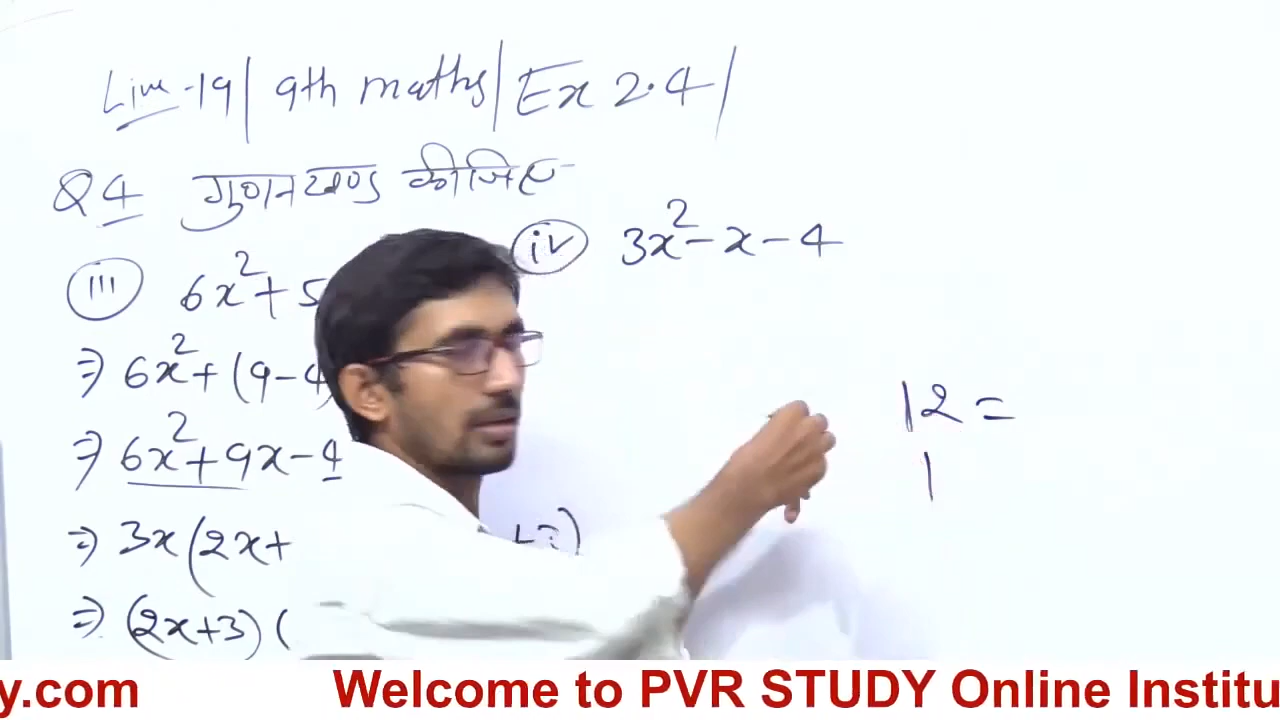 Live-19 | 9th maths | Ex 2.4 |
Q4 गुणनखण्ड कीजिए
iii 6x²+5
⇒ 6x²+(9-4
⇒ 6x²+9x-4
⇒ 3x(2x+ +3)
⇒ (2x+3)(
iv 3x²-x-4
12=
1
y.com Welcome to PVR STUDY Online Institu